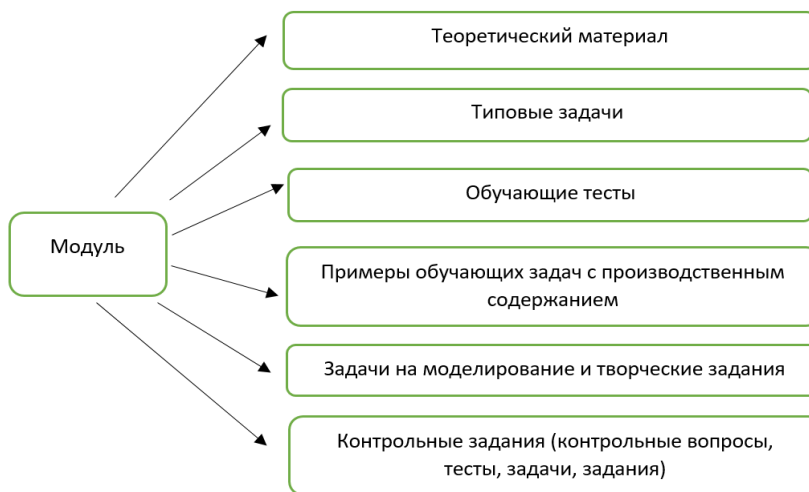 Теоретический материал
Типовые задачи
Обучающие тесты
Модуль
Примеры обучающих задач с производственным
содержанием
Задачи на моделирование и творческие задания
Контрольные задания (контрольные вопросы,
тесты, задачи, задания)